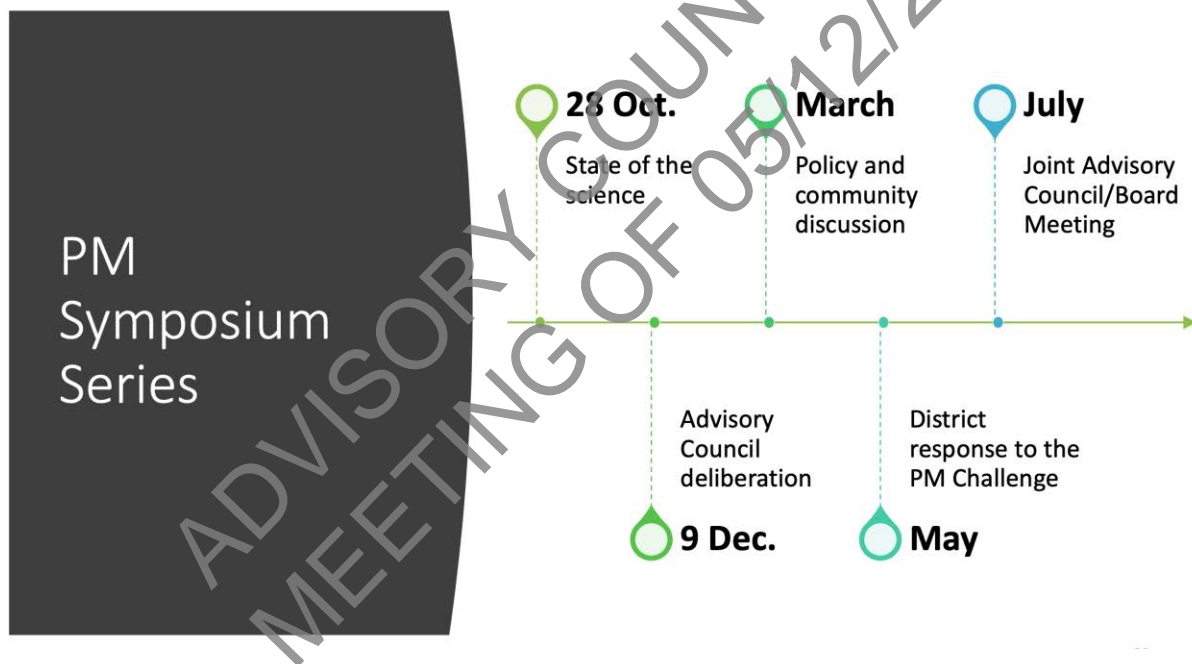 PM
Symposium
Series
28 Oct.
State of the
science
9 Dec.
Advisory
Council
deliberation
March
Policy and
community
discussion
May
District
response to the
PM Challenge
July
Joint Advisory
Council/Board
Meeting
ADVISORY COUN
MEETING OF 05/12/2